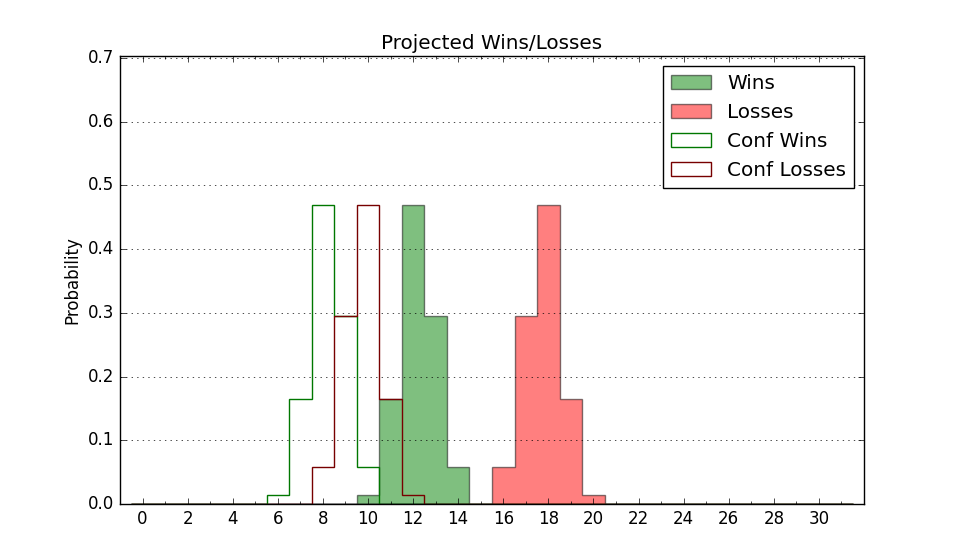 Projected Wins/Losses
0.7
0.6
0.5
0.4
0.3
0.2
0.1
0.0
Probability
Wins
Losses
Conf Wins
Conf Losses
0 2 4 6 8 10 12 14 16 18 20 22 24 26 28 30